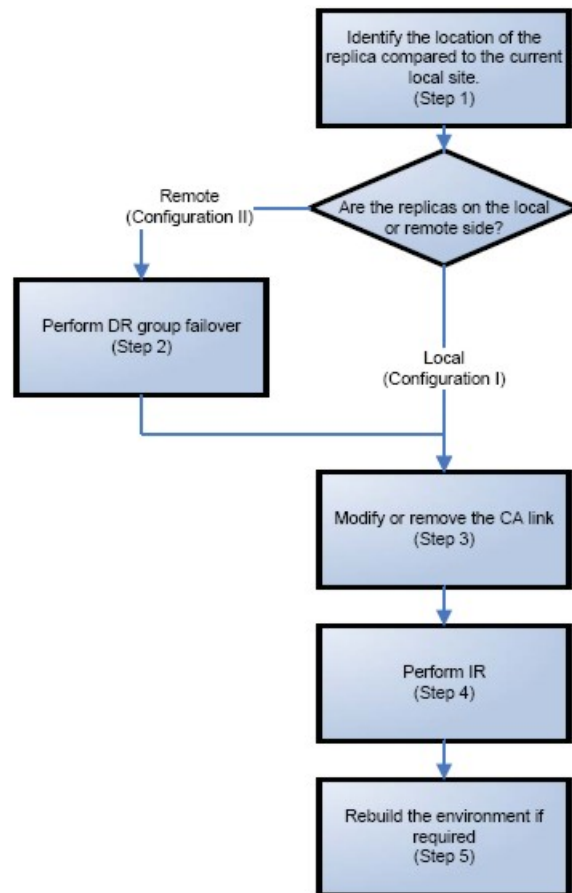 Identify the location of the
replica compared to the current
local site.
(Step 1)
Are the replicas on the local
or remote side?
Remote
(Configuration II)
Perform DR group failover
(Step 2)
Local
(Configuration I)
Modify or remove the CA link
(Step 3)
Perform IR
(Step 4)
Rebuild the environment if
required
(Step 5)